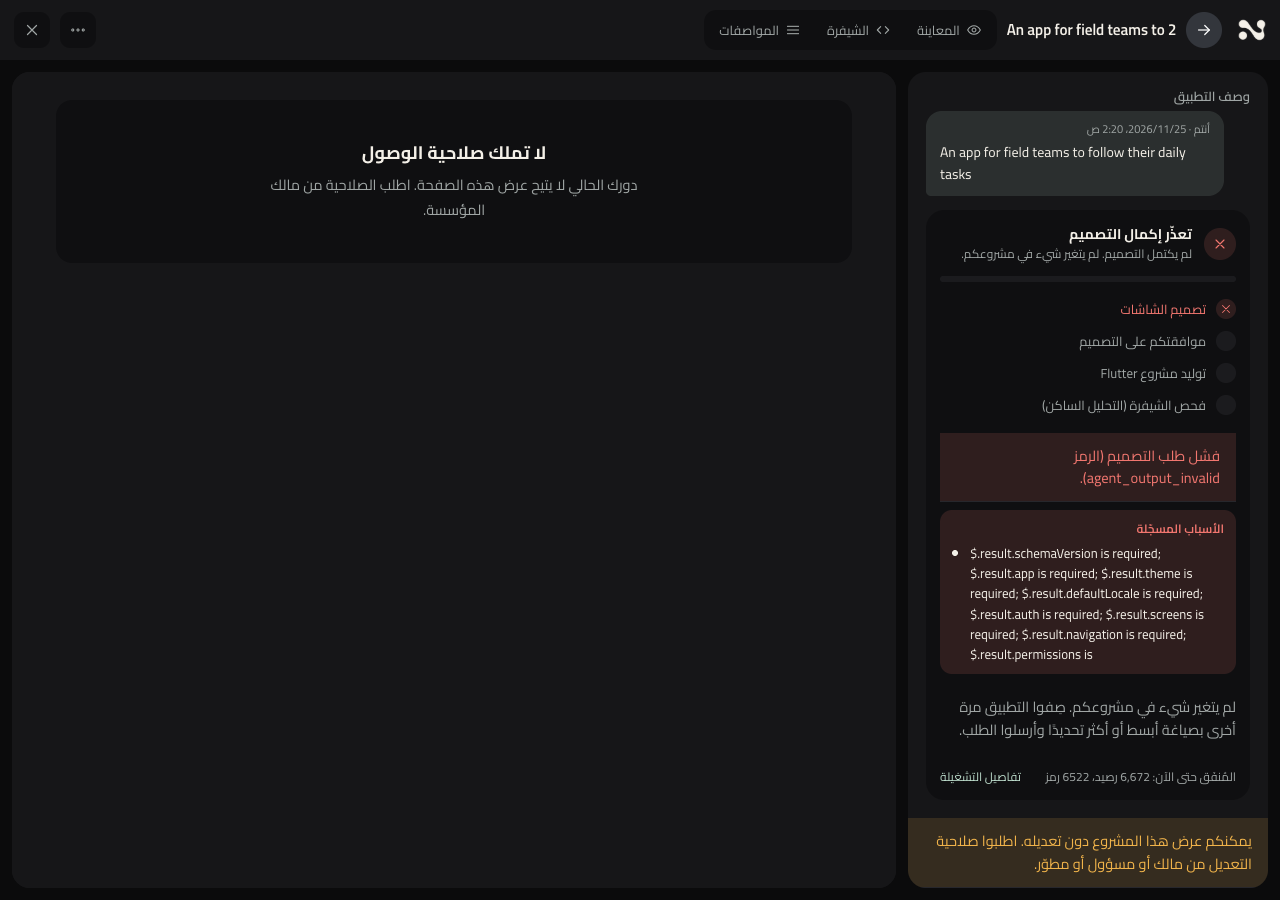 An app for field teams to 2
المعاينة
الشيفرة
المواصفات
وصف التطبيق
أنتم · 2026/11/25، 2:20 ص
An app for field teams to follow their daily
tasks
تعذّر إكمال التصميم
لم يكتمل التصميم. لم يتغير شيء في مشروعكم.
تصميم الشاشات
موافقتكم على التصميم
توليد مشروع Flutter
فحص الشيفرة (التحليل الساكن)
فشل طلب التصميم (الرمز
agent_output_invalid).
الأسباب المسجّلة
$.result.schemaVersion is required;
$.result.app is required; $.result.theme is
required; $.result.defaultLocale is required;
$.result.auth is required; $.result.screens is
required; $.result.navigation is required;
$.result.permissions is
لم يتغير شيء في مشروعكم. صِفوا التطبيق مرة
أخرى بصياغة أبسط أو أكثر تحديدًا وأرسلوا الطلب.
المُنفَق حتى الآن: 6,672 رصيد، 6522 رمز
تفاصيل التشغيلة
يمكنكم عرض هذا المشروع دون تعديله. اطلبوا صلاحية
التعديل من مالك أو مسؤول أو مطوّر.
لا تملك صلاحية الوصول
دورك الحالي لا يتيح عرض هذه الصفحة. اطلب الصلاحية من مالك
المؤسسة.